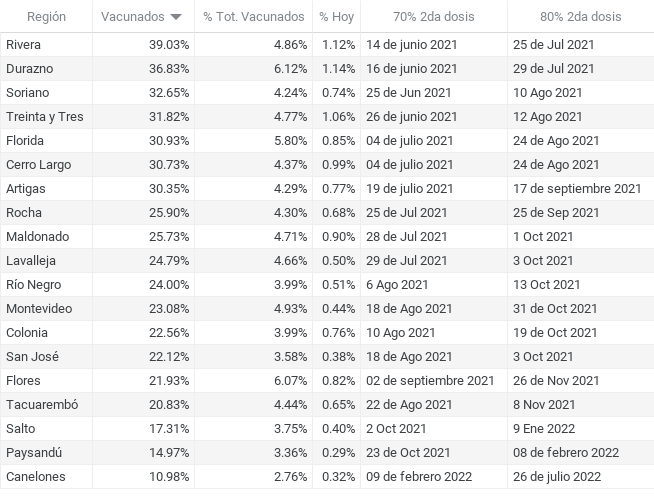 Región Vacunados % Tot. Vacunados % Hoy 70% 2da dosis 80% 2da dosis
Rivera 39.03% 4.86% 1.12% 14 de junio 2021 25 de Jul 2021
Durazno 36.83% 6.12% 1.14% 16 de junio 2021 29 de Jul 2021
Soriano 32.65% 4.24% 0.74% 25 de Jun 2021 10 Ago 2021
Treinta y Tres 31.82% 4.77% 1.06% 26 de junio 2021 12 Ago 2021
Florida 30.93% 5.80% 0.85% 04 de julio 2021 24 de Ago 2021
Cerro Largo 30.73% 4.37% 0.99% 04 de julio 2021 24 de Ago 2021
Artigas 30.35% 4.29% 0.77% 19 de julio 2021 17 de septiembre 2021
Rocha 25.90% 4.30% 0.68% 25 de Jul 2021 25 de Sep 2021
Maldonado 25.73% 4.71% 0.90% 28 de Jul 2021 1 Oct 2021
Lavalleja 24.79% 4.66% 0.50% 29 de Jul 2021 3 Oct 2021
Río Negro 24.00% 3.99% 0.51% 6 Ago 2021 13 Oct 2021
Montevideo 23.08% 4.93% 0.44% 18 de Ago 2021 31 de Oct 2021
Colonia 22.56% 3.99% 0.76% 10 Ago 2021 19 de Oct 2021
San José 22.12% 3.58% 0.38% 18 de Ago 2021 3 Oct 2021
Flores 21.93% 6.07% 0.82% 02 de septiembre 2021 26 de Nov 2021
Tacuarembó 20.83% 4.44% 0.65% 22 de Ago 2021 8 Nov 2021
Salto 17.31% 3.75% 0.40% 2 Oct 2021 9 Ene 2022
Paysandú 14.97% 3.36% 0.29% 23 de Oct 2021 08 de febrero 2022
Canelones 10.98% 2.76% 0.32% 09 de febrero 2022 26 de julio 2022